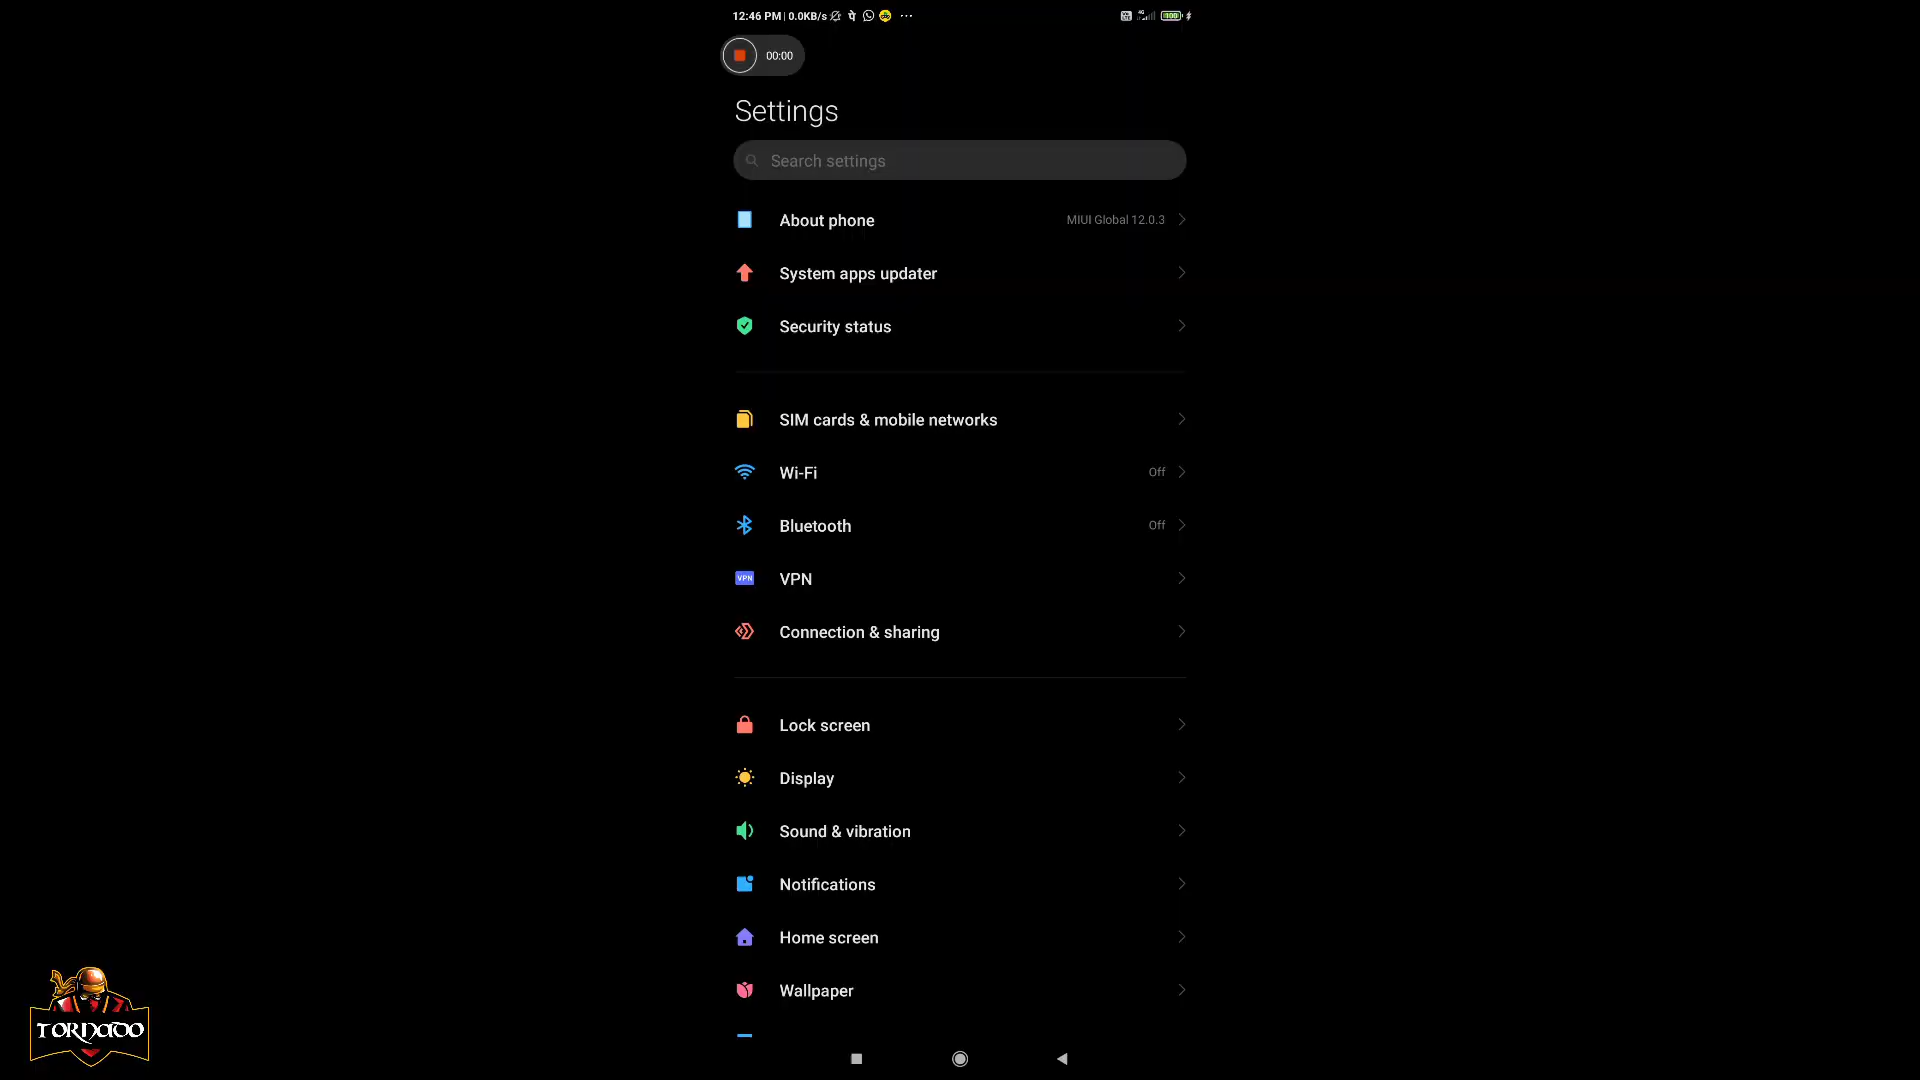 12:46 PM | 0.0KB/s पे ...
4G 100
00:00
Settings
Search settings
About phone MIUI Global 12.0.3
System apps updater
Security status
SIM cards & mobile networks
Wi-Fi Off
Bluetooth Off
VPN VPN
Connection & sharing
Lock screen
Display
Sound & vibration
Notifications
Home screen
Wallpaper
TORNADO